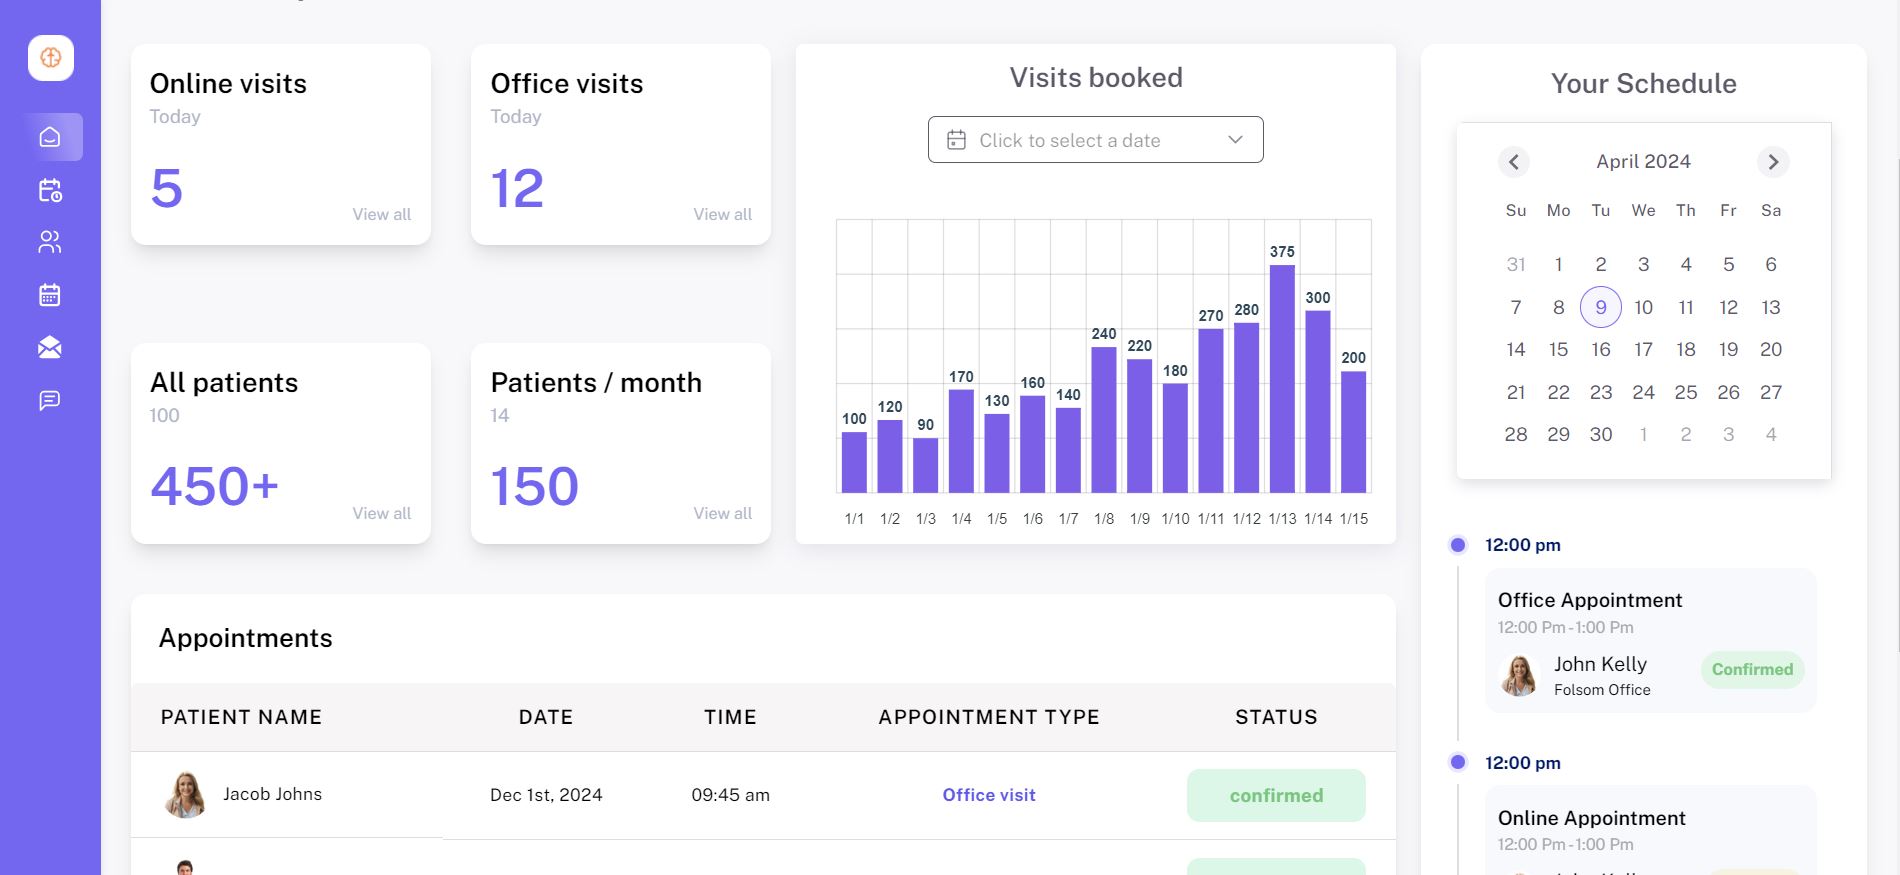 Online visits
Today
5
View all
Office visits
Today
12
View all
All patients
100
450+
View all
Patients / month
14
150
View all
Visits booked
Click to select a date
375
300
280
270
240
220
200
180
170
160
140
130
120
100
90
1/1 1/2 1/3 1/4 1/5 1/6 1/7 1/8 1/9 1/10 1/11 1/12 1/13 1/14 1/15
Appointments
PATIENT NAME DATE TIME APPOINTMENT TYPE STATUS
Jacob Johns Dec 1st, 2024 09:45 am Office visit confirmed
Your Schedule
April 2024
Su Mo Tu We Th Fr Sa
31 1 2 3 4 5 6
7 8 9 10 11 12 13
14 15 16 17 18 19 20
21 22 23 24 25 26 27
28 29 30 1 2 3 4
12:00 pm
Office Appointment
12:00 Pm-1:00 Pm
John Kelly
Confirmed
Folsom Office
12:00 pm
Online Appointment
12:00 Pm-1:00 Pm